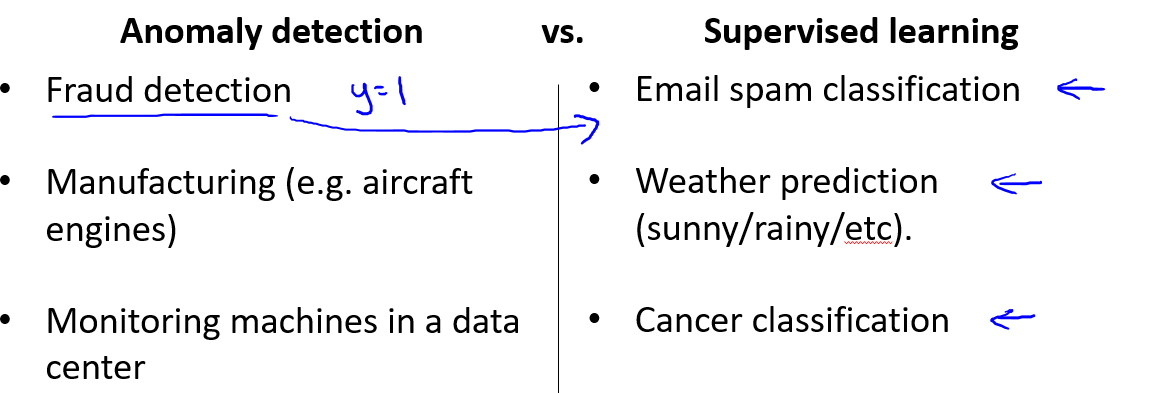 Anomaly detection vs. Supervised learning
• Fraud detection y=1
• Manufacturing (e.g. aircraft
engines)
• Monitoring machines in a data
center
• Email spam classification
• Weather prediction
(sunny/rainy/etc).
• Cancer classification